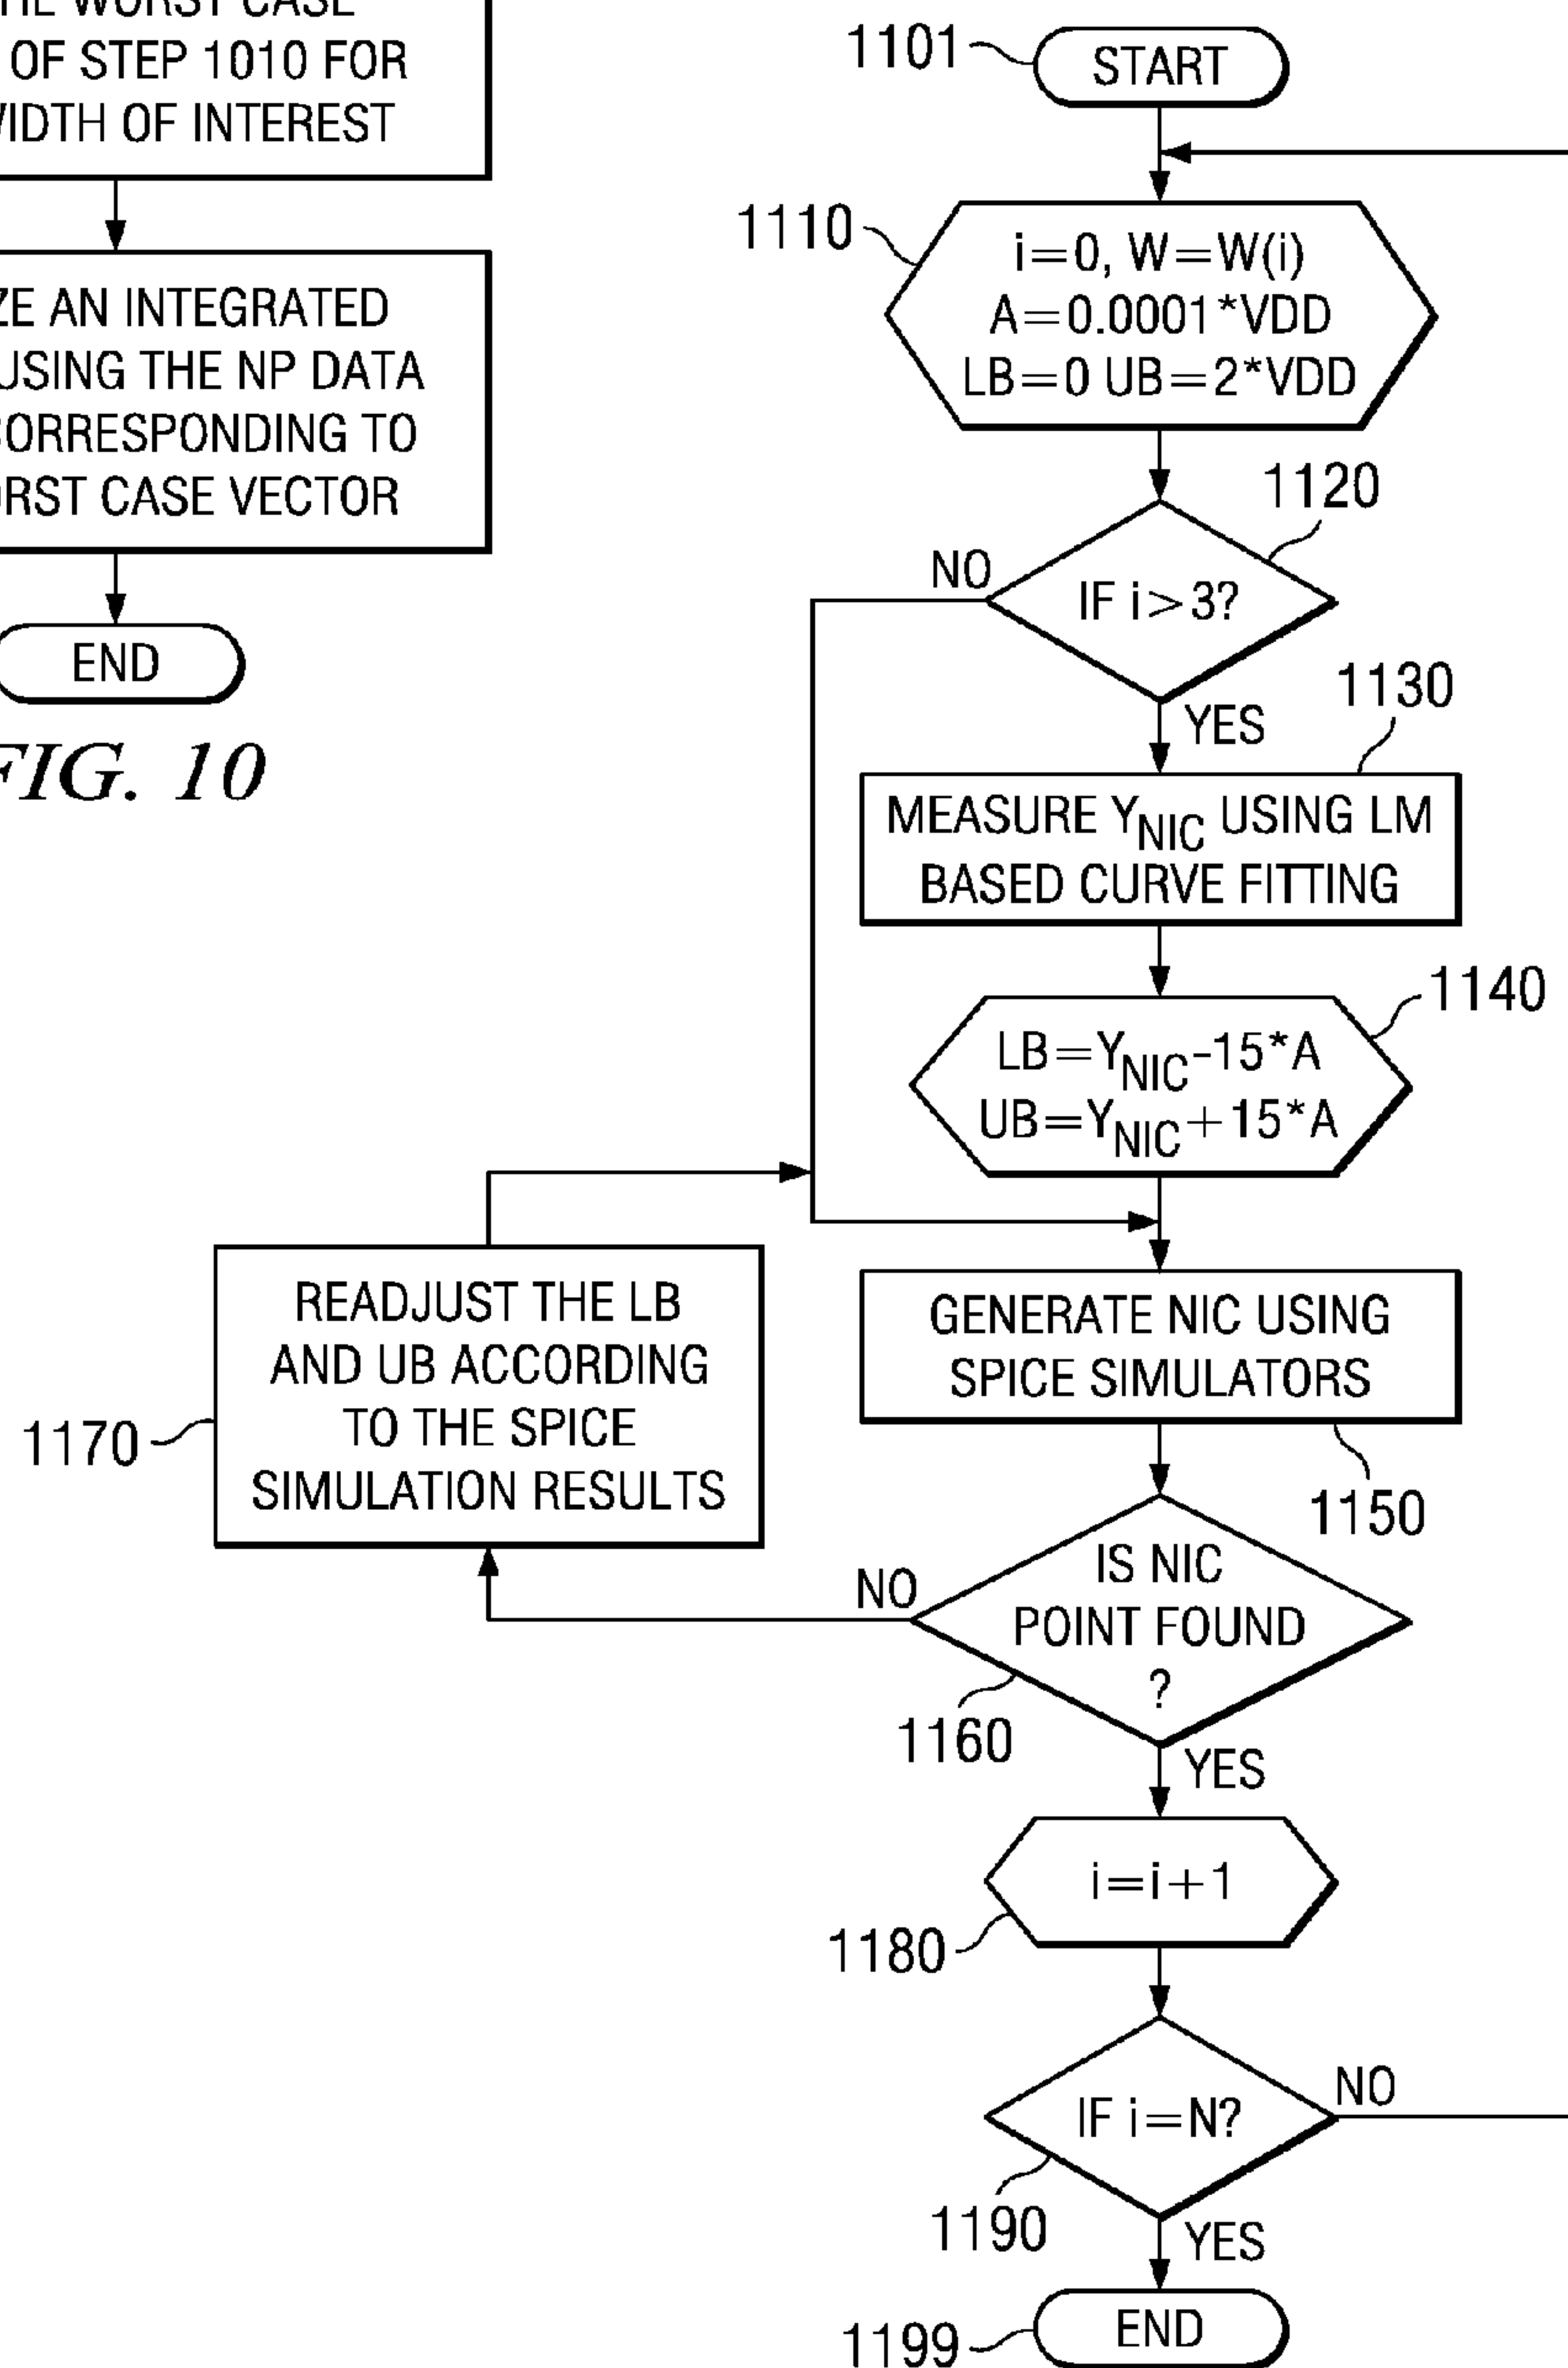 WORST CASE
OF STEP 1010 FOR
OF INTEREST
AN INTEGRATED
USING THE NP DATA
TO
CASE VECTOR
END
FIG. 10
1101
START
1110
i=0, W=W(i)
A=0.0001*VDD
LB=0 UB=2*VDD
1120
NO
IF i>3?
YES
1130
MEASURE YNIC USING LM
BASED CURVE FITTING
1140
LB=YNIC-15*A
UB=YNIC+15*A
READJUST THE LB
AND UB ACCORDING
TO THE SPICE
SIMULATION RESULTS
1170
GENERATE NIC USING
SPICE SIMULATORS
1150
NO
IS NIC
POINT FOUND
?
1160
YES
i=i+1
1180
NO
IF i=N?
1190
YES
END
1199